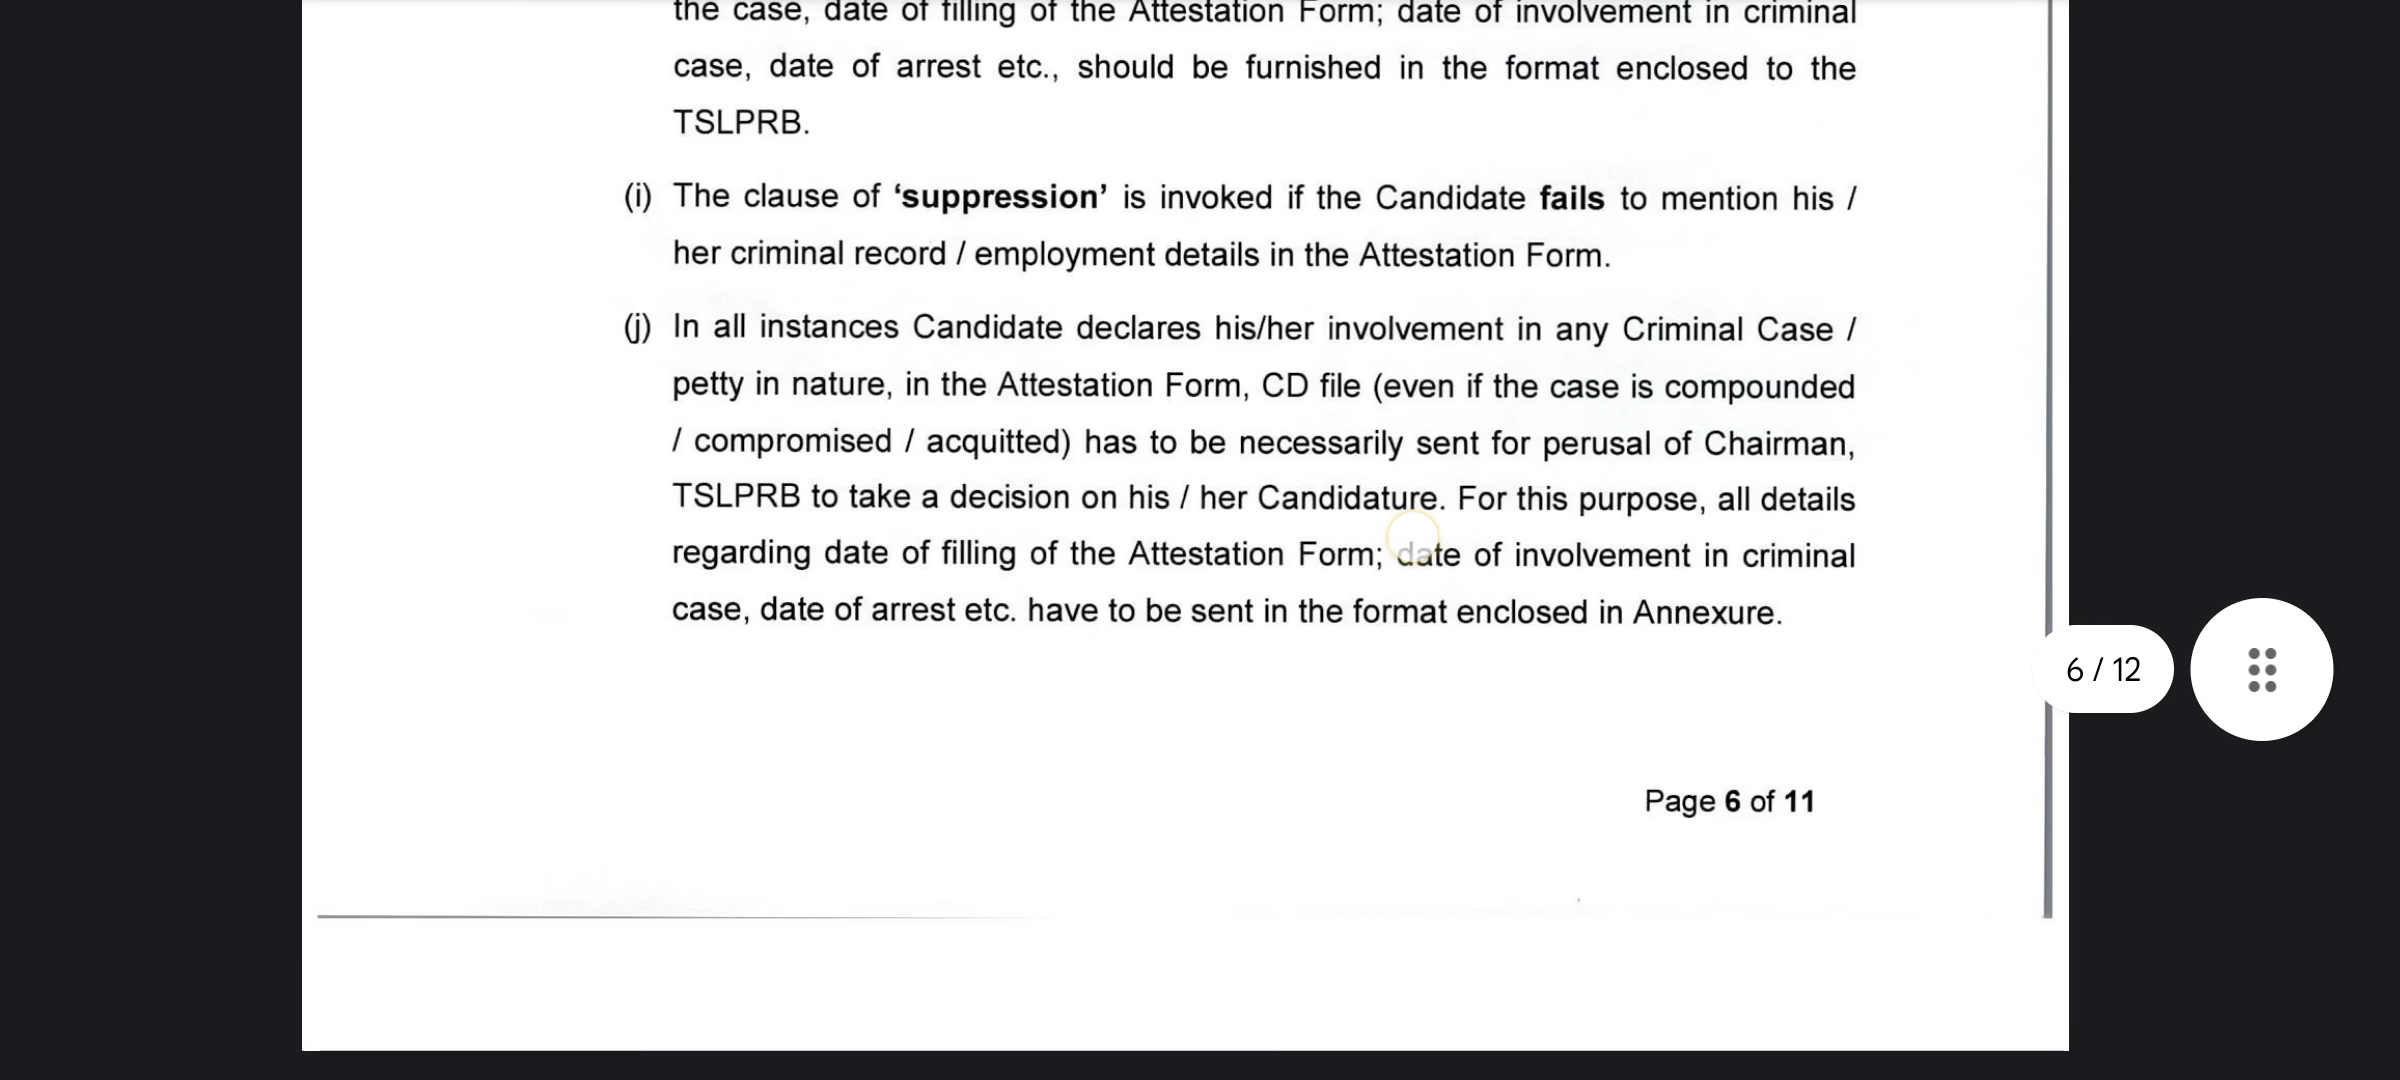 the case, date of filling of the Attestation Form; date of involvement in criminal
case, date of arrest etc., should be furnished in the format enclosed to the
TSLPRB.
(i) The clause of ‘suppression’ is invoked if the Candidate fails to mention his /
her criminal record / employment details in the Attestation Form.
(j) In all instances Candidate declares his/her involvement in any Criminal Case /
petty in nature, in the Attestation Form, CD file (even if the case is compounded
/ compromised / acquitted) has to be necessarily sent for perusal of Chairman,
TSLPRB to take a decision on his / her Candidature. For this purpose, all details
regarding date of filling of the Attestation Form; date of involvement in criminal
case, date of arrest etc. have to be sent in the format enclosed in Annexure.
6 / 12
Page 6 of 11